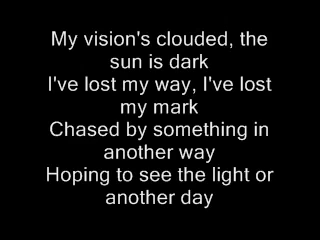 My vision's clouded, the
sun is dark
I've lost my way, I've lost
my mark
Chased by something in
another way
Hoping to see the light or
another day